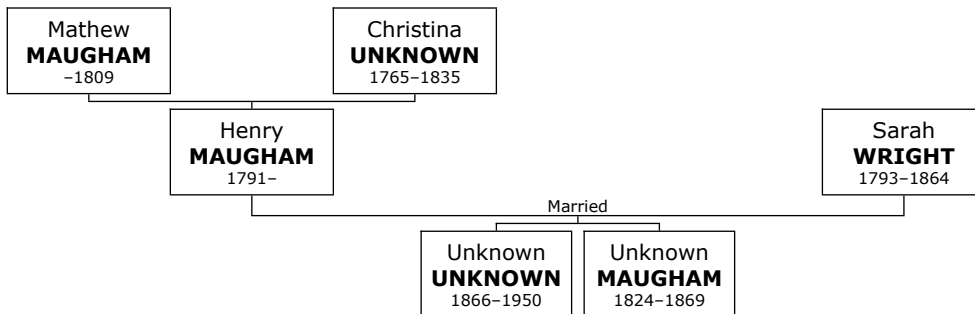 Mathew
MAUGHAM
–1809
Christina
UNKNOWN
1765–1835
Henry
MAUGHAM
1791–
Sarah
WRIGHT
1793–1864
Married
Unknown
UNKNOWN
1866–1950
Unknown
MAUGHAM
1824–1869